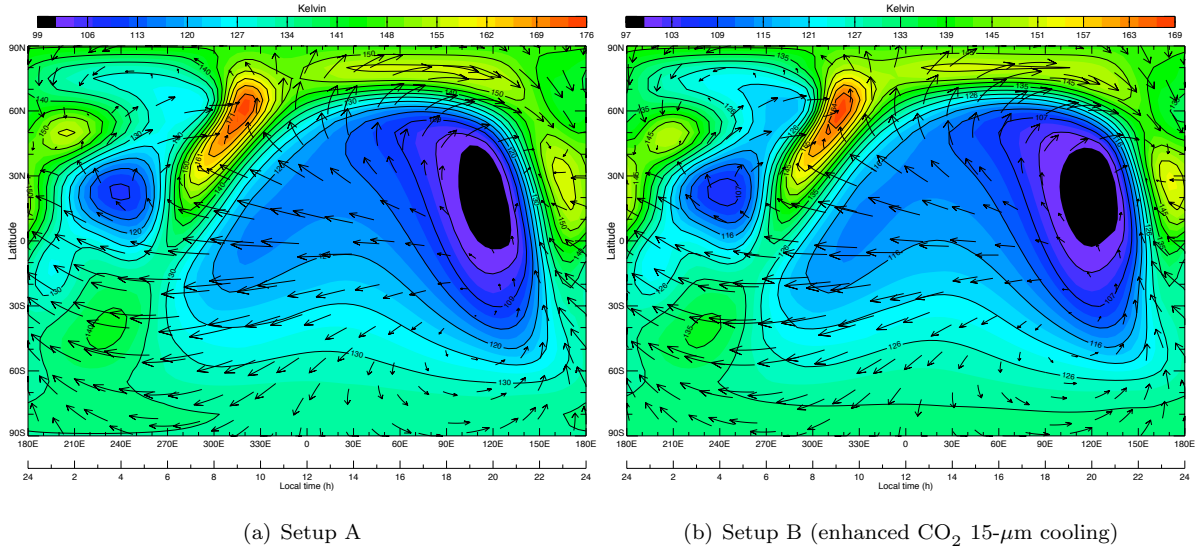 Kelvin
99 106 113 120 127 134 141 148 155 162 169 176
90N
60N
30N
0
30S
60S
90S
Latitude
180E 210E 240E 270E 300E 330E 0 30E 60E 90E 120E 150E 180E
24 2 4 6 8 10 12 14 16 18 20 22 24
Local time (h)
(a) Setup A
Kelvin
97 103 109 115 121 127 133 139 145 151 157 163 169
90N
60N
30N
0
30S
60S
90S
Latitude
180E 210E 240E 270E 300E 330E 0 30E 60E 90E 120E 150E 180E
24 2 4 6 8 10 12 14 16 18 20 22 24
Local time (h)
(b) Setup B (enhanced CO₂ 15-μm cooling)